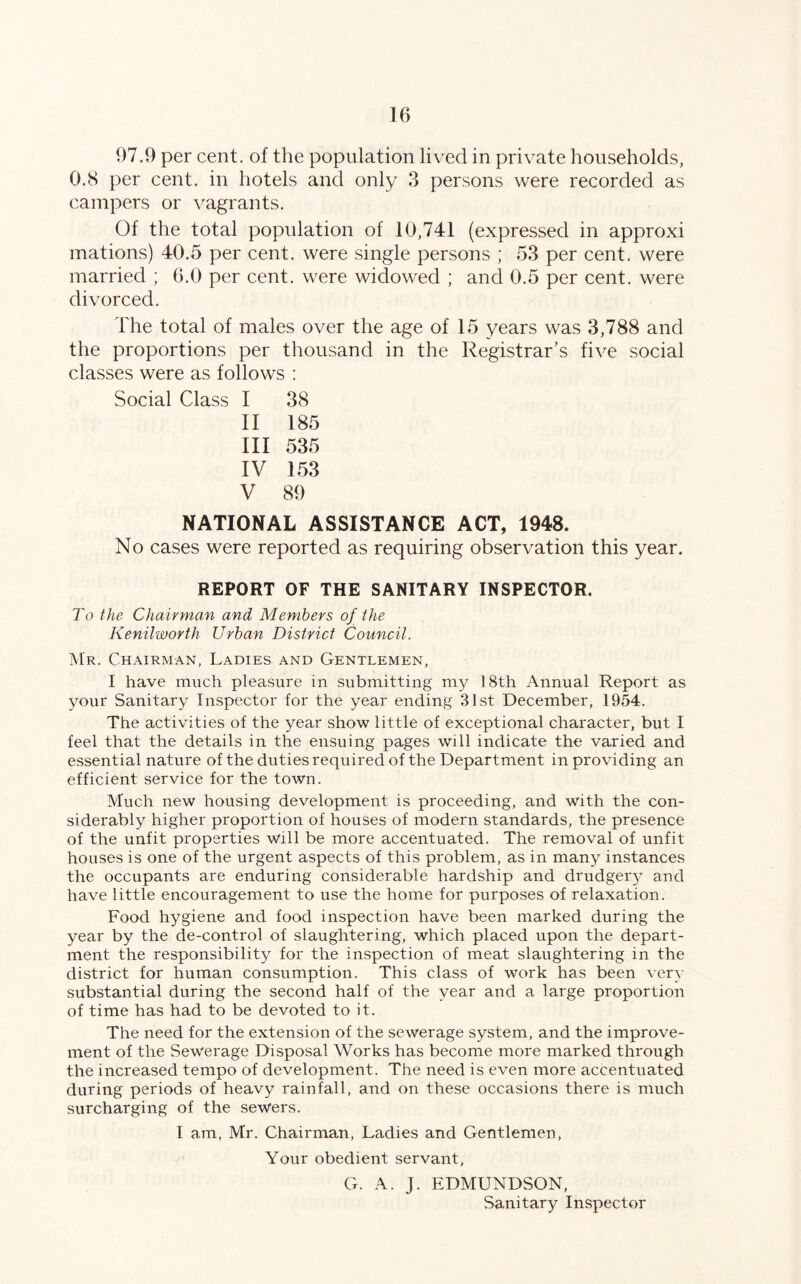 16
97.9 per cent. of the population lived in private households,
0.8 per cent. in hotels and only 3 persons were recorded as
campers or vagrants.
Of the total population of 10,741 (expressed in approxi
mations) 40.5 per cent. were single persons ; 53 per cent. were
married ; 6.0 per cent. were widowed ; and 0.5 per cent. were
divorced.
The total of males over the age of 15 years was 3,788 and
the proportions per thousand in the Registrar's five social
classes were as follows :
Social Class I 38
II 185
III 535
IV 153
V 89
NATIONAL ASSISTANCE ACT, 1948.
No cases were reported as requiring observation this year.
REPORT OF THE SANITARY INSPECTOR.
To the Chairman and Members of the
Kenilworth Urban District Council.
Mr. Chairman, Ladies and Gentlemen,
I have much pleasure in submitting my 18th Annual Report as
your Sanitary Inspector for the year ending 31st December, 1954.
The activities of the year show little of exceptional character, but I
feel that the details in the ensuing pages will indicate the varied and
essential nature of the duties required of the Department in providing an
efficient service for the town.
Much new housing development is proceeding, and with the con-
siderably higher proportion of houses of modern standards, the presence
of the unfit properties will be more accentuated. The removal of unfit
houses is one of the urgent aspects of this problem, as in many instances
the occupants are enduring considerable hardship and drudgery and
have little encouragement to use the home for purposes of relaxation.
Food hygiene and food inspection have been marked during the
year by the de-control of slaughtering, which placed upon the depart-
ment the responsibility for the inspection of meat slaughtering in the
district for human consumption. This class of work has been very
substantial during the second half of the year and a large proportion
of time has had to be devoted to it.
The need for the extension of the sewerage system, and the improve-
ment of the Sewerage Disposal Works has become more marked through
the increased tempo of development. The need is even more accentuated
during periods of heavy rainfall, and on these occasions there is much
surcharging of the sewers.
I am, Mr. Chairman, Ladies and Gentlemen,
Your obedient servant,
G. A. J. EDMUNDSON,
Sanitary Inspector